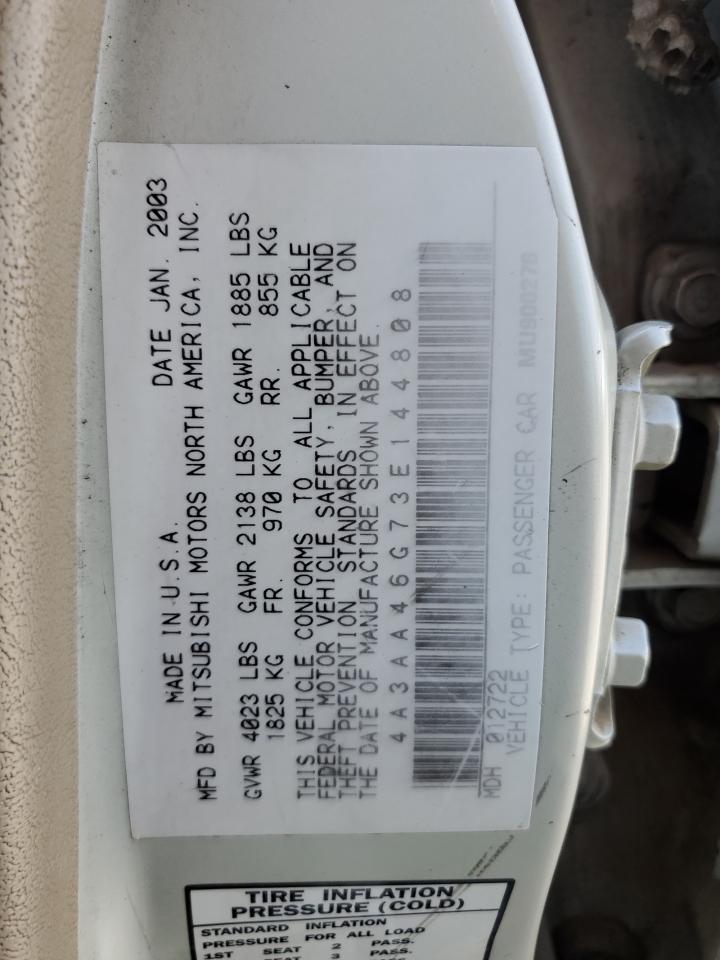 MADE IN U.S.A. DATE JAN. 2003
MFD BY MITSUBISHI MOTORS NORTH AMERICA, INC.
GVWR 4023 LBS GAWR 2138 LBS GAWR 1885 LBS
1825 KG FR. 970 KG RR. 855 KG
THIS VEHICLE CONFORMS TO ALL APPLICABLE
FEDERAL MOTOR VEHICLE SAFETY, BUMPER, AND
THEFT PREVENTION STANDARDS IN EFFECT ON
THE DATE OF MANUFACTURE SHOWN ABOVE.
4A3AA46G73E144808
MDH 012722
VEHICLE TYPE: PASSENGER CAR MU900278
TIRE INFLATION
PRESSURE (COLD)
STANDARD INFLATION
PRESSURE FOR ALL LOAD
1ST SEAT 2 PASS.
SEAT 3 PASS.